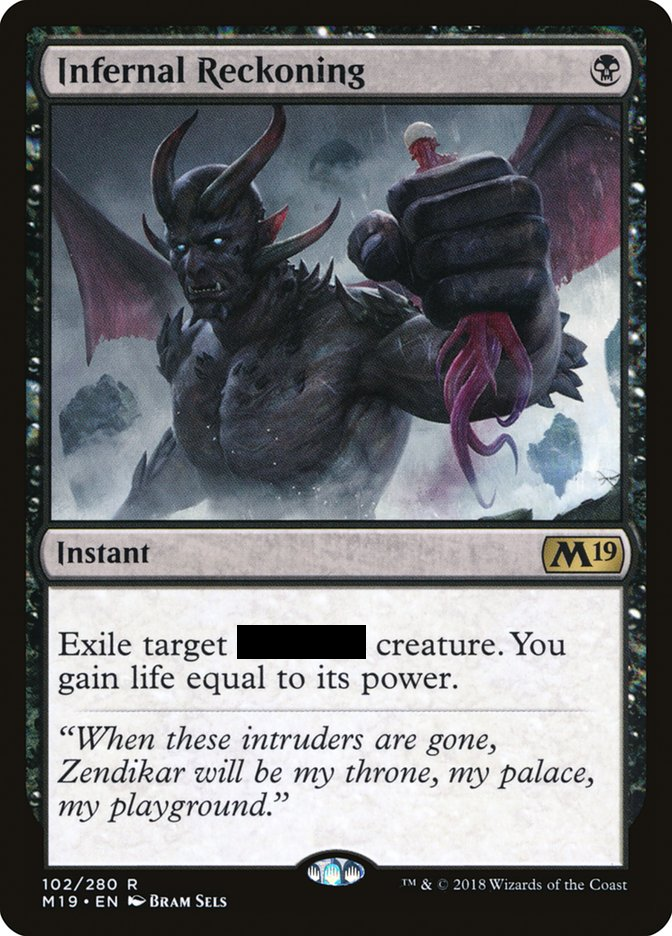 Infernal Reckoning
Instant
M19
Exile target creature. You
gain life equal to its power.
“When these intruders are gone,
Zendikar will be my throne, my palace,
my playground.”
102/280 R
™ & © 2018 Wizards of the Coast
M19 • EN Bram Sels